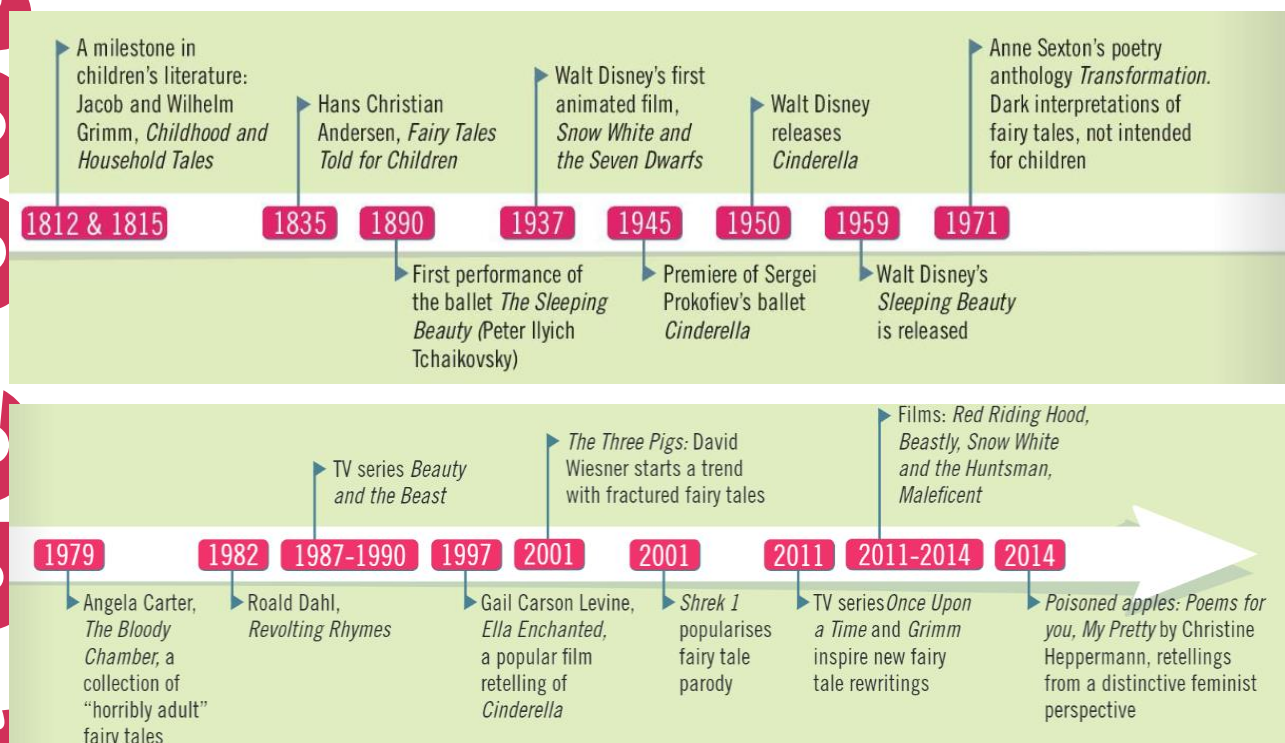 A milestone in
children's literature:
Jacob and Wilhelm
Grimm, Childhood and
Household Tales
Hans Christian
Andersen, Fairy Tales
Told for Children
Walt Disney's first
animated film,
Snow White and
the Seven Dwarfs
Walt Disney
releases
Cinderella
Anne Sexton's poetry
anthology Transformation.
Dark interpretations of
fairy tales, not intended
for children
1812 & 1815
1835
1890
1937
1945
1950
1959
1971
First performance of
the ballet The Sleeping
Beauty (Peter Ilyich
Tchaikovsky)
Premiere of Sergei
Prokofiev's ballet
Cinderella
Walt Disney's
Sleeping Beauty
is released
TV series Beauty
and the Beast
The Three Pigs: David
Wiesner starts a trend
with fractured fairy tales
Films: Red Riding Hood,
Beastly, Snow White
and the Huntsman,
Maleficent
1979
1982
1987-1990
1997
2001
2001
2011
2011-2014
2014
Angela Carter,
The Bloody
Chamber, a
collection of
"horribly adult"
fairy tales
Roald Dahl,
Revolting Rhymes
Gail Carson Levine,
Ella Enchanted,
a popular film
retelling of
Cinderella
Shrek 1
popularises
fairy tale
parody
TV series Once Upon
a Time and Grimm
inspire new fairy
tale rewritings
Poisoned apples: Poems for
you, My Pretty by Christine
Heppermann, retellings
from a distinctive feminist
perspective